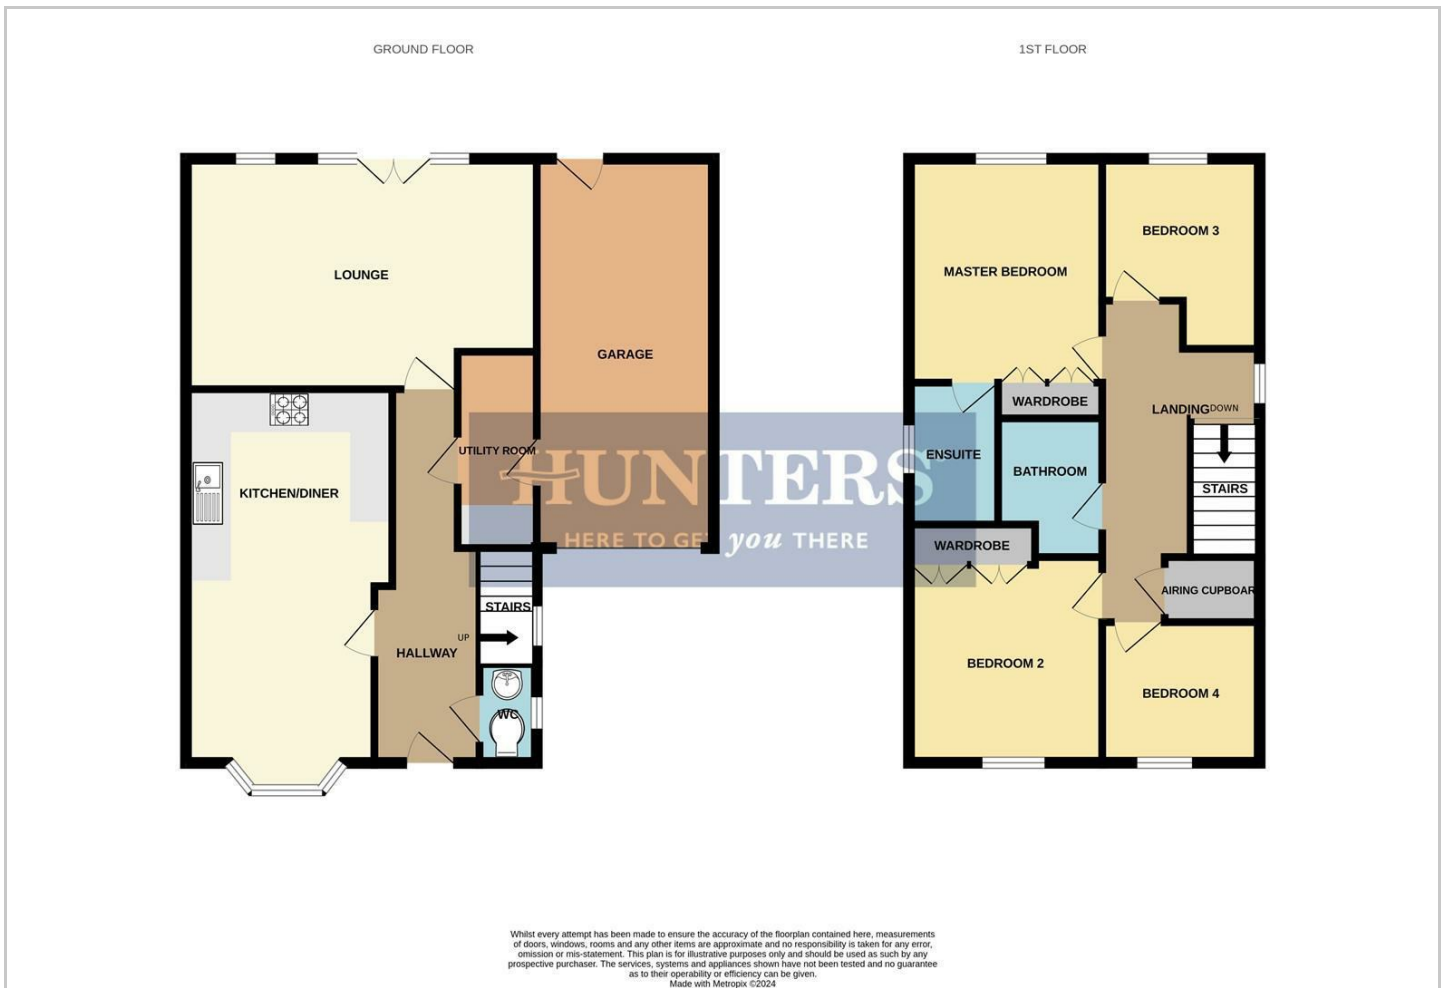 GROUND FLOOR
1ST FLOOR
LOUNGE
GARAGE
UTILITY ROOM
KITCHEN/DINER
STAIRS
UP
HALLWAY
WC
MASTER BEDROOM
BEDROOM 3
WARDROBE
LANDING
DOWN
ENSUITE
BATHROOM
STAIRS
WARDROBE
AIRING CUPBOAR
BEDROOM 2
BEDROOM 4
HUNTERS
HERE TO GET you THERE
Whilst every attempt has been made to ensure the accuracy of the floorplan contained here, measurements
of doors, windows, rooms and any other items are approximate and no responsibility is taken for any error,
omission or mis-statement. This plan is for illustrative purposes only and should be used as such by any
prospective purchaser. The services, systems and appliances shown have not been tested and no guarantee
as to their operability or efficiency can be given.
Made with Metropix ©2024